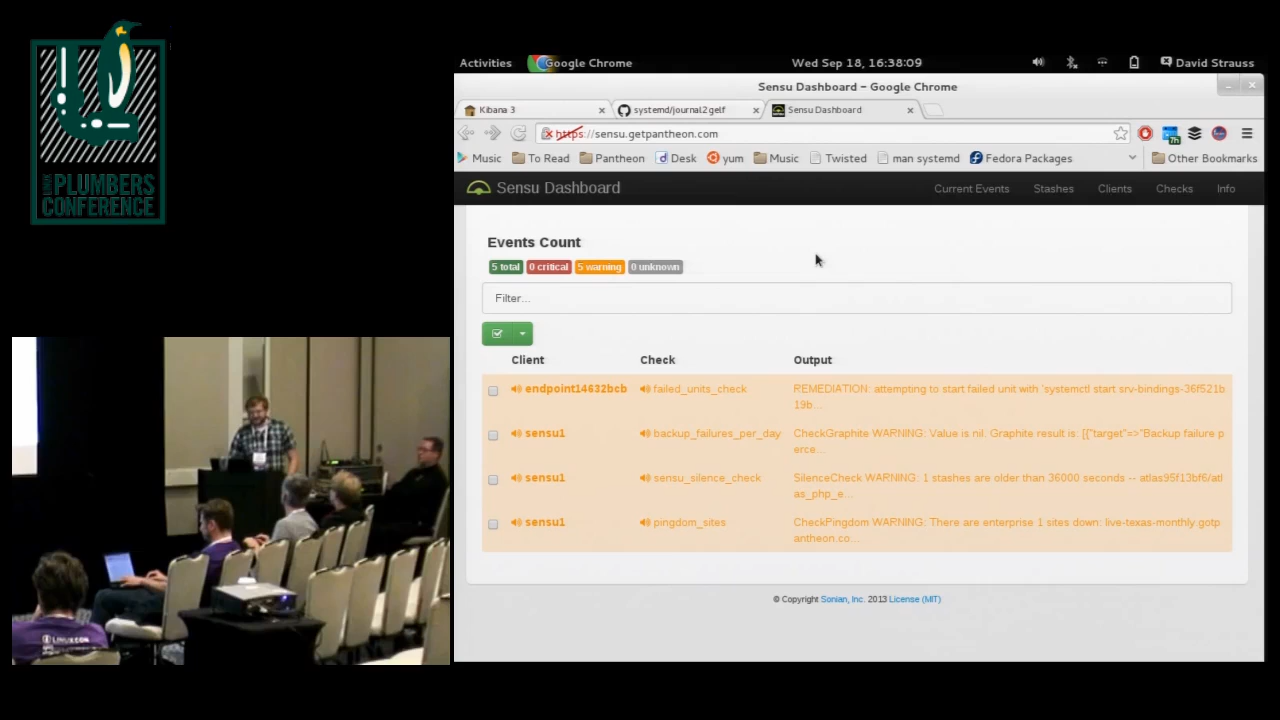 LINUX
PLUMBERS
CONFERENCE
Activities Google Chrome Wed Sep 18, 16:38:09 David Strauss
Sensu Dashboard - Google Chrome
Kibana 3 systemd/journal2gelf Sensu Dashboard
https://sensu.getpantheon.com
7h
Music To Read Pantheon Desk yum Music Twisted man systemd Fedora Packages Other Bookmarks
Sensu Dashboard Current Events Stashes Clients Checks Info
Events Count
5 total 0 critical 5 warning 0 unknown
Filter...
Client Check Output
endpoint14632bcb failed_units_check REMEDIATION: attempting to start failed unit with 'systemctl start srv-bindings-36f521b
19b...
sensu1 backup_failures_per_day CheckGraphite WARNING: Value is nil. Graphite result is: [{"target"=>"Backup failure p
erce...
sensu1 sensu_silence_check SilenceCheck WARNING: 1 stashes are older than 36000 seconds -- atlas95f13bf6/atl
as_php_e...
sensu1 pingdom_sites CheckPingdom WARNING: There are enterprise 1 sites down: live-texas-monthly.gotp
antheon.co...
© Copyright Sonian, Inc. 2013 License (MIT)
LINUXCON